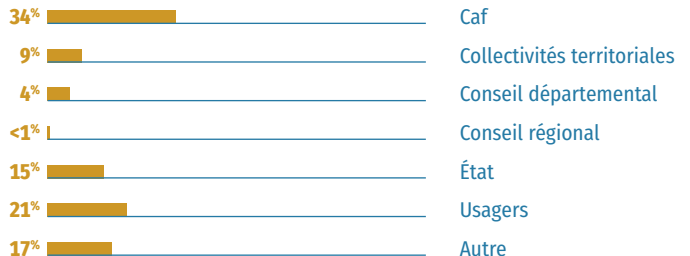 34% Caf
9% Collectivités territoriales
4% Conseil départemental
<1% Conseil régional
15% État
21% Usagers
17% Autre